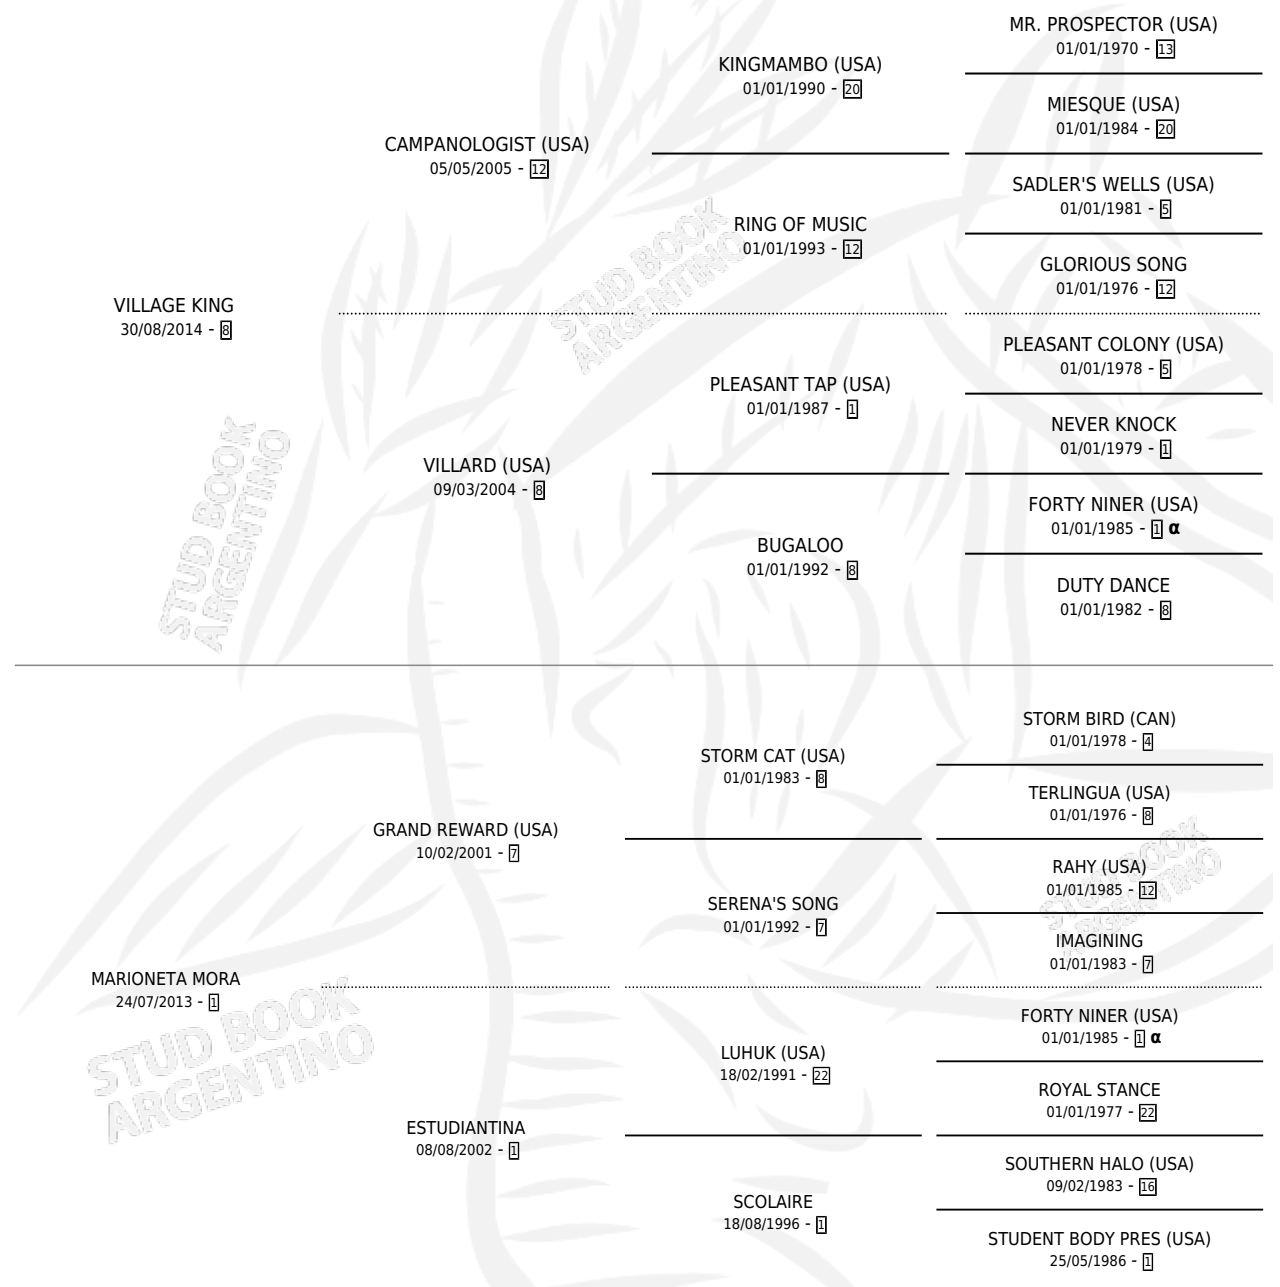 MR. PROSPECTOR (USA)
01/01/1970 - 13
KINGMAMBO (USA)
01/01/1990 - 20
MIESQUE (USA)
01/01/1984 - 20
CAMPANOLOGIST (USA)
05/05/2005 - 12
SADLER'S WELLS (USA)
01/01/1981 - 5
RING OF MUSIC
01/01/1993 - 12
GLORIOUS SONG
01/01/1976 - 12
VILLAGE KING
30/08/2014 - 8
PLEASANT COLONY (USA)
01/01/1978 - 5
PLEASANT TAP (USA)
01/01/1987 - 1
NEVER KNOCK
01/01/1979 - 1
VILLARD (USA)
09/03/2004 - 8
FORTY NINER (USA)
01/01/1985 - 1 α
BUGALOO
01/01/1992 - 8
DUTY DANCE
01/01/1982 - 8
STORM BIRD (CAN)
01/01/1978 - 4
STORM CAT (USA)
01/01/1983 - 8
TERLINGUA (USA)
01/01/1976 - 8
GRAND REWARD (USA)
10/02/2001 - 7
RAHY (USA)
01/01/1985 - 12
SERENA'S SONG
01/01/1992 - 7
IMAGINING
01/01/1983 - 7
MARIONETA MORA
24/07/2013 - 1
FORTY NINER (USA)
01/01/1985 - 1 α
LUHUK (USA)
18/02/1991 - 22
ROYAL STANCE
01/01/1977 - 22
ESTUDIANTINA
08/08/2002 - 1
SOUTHERN HALO (USA)
09/02/1983 - 16
SCOLAIRE
18/08/1996 - 1
STUDENT BODY PRES (USA)
25/05/1986 - 1
STUD BOOK
ARGENTINO
STUD BOOK
ARGENTINO
STUD BOOK
ARGENTINO
STUD BOOK
ARGENTINO